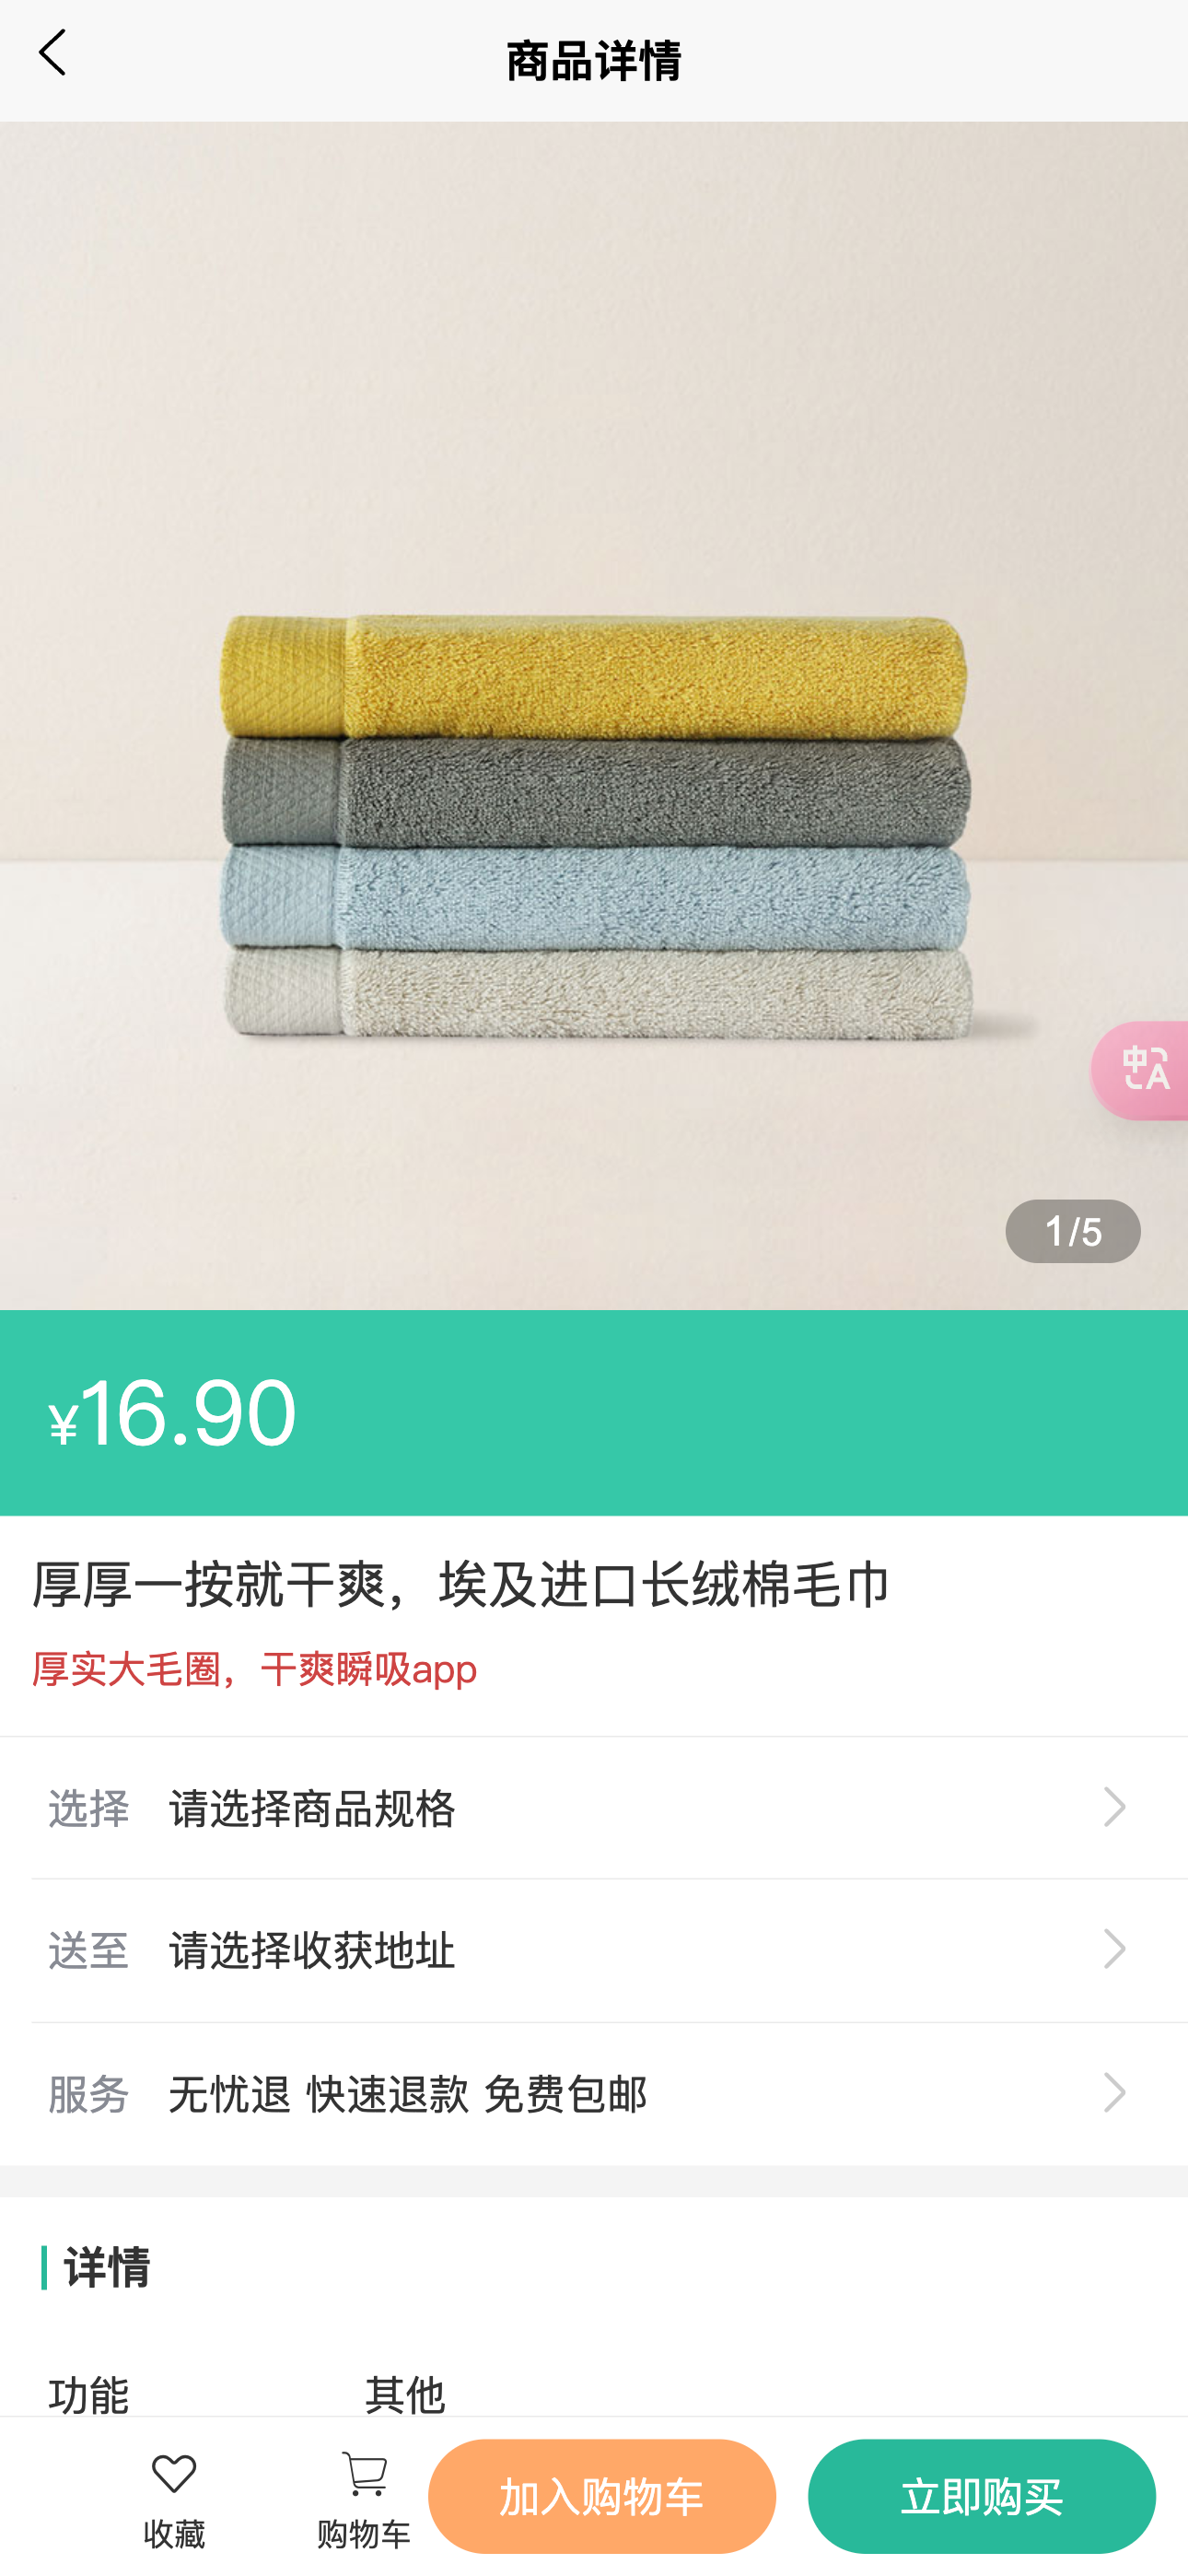 商品详情
中A
1/5
¥16.90
厚厚一按就干爽，埃及进口长绒棉毛巾
厚实大毛圈，干爽瞬吸app
选择 请选择商品规格
送至 请选择收获地址
服务 无忧退 快速退款 免费包邮
详情
功能 其他
收藏 购物车 加入购物车 立即购买